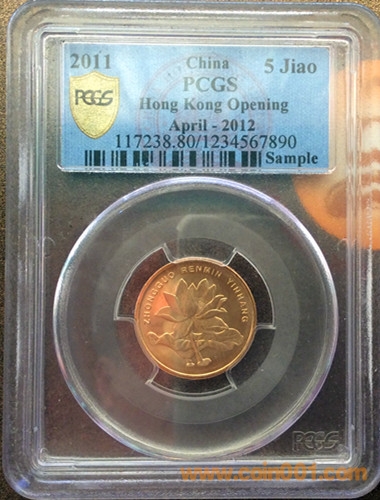 2011 China 5 Jiao
PCGS
PCGS
Hong Kong Opening
April - 2012
117238.80/1234567890
Sample
ZHONGGUO RENMIN YINHANG
PCGS
www.coin001.com